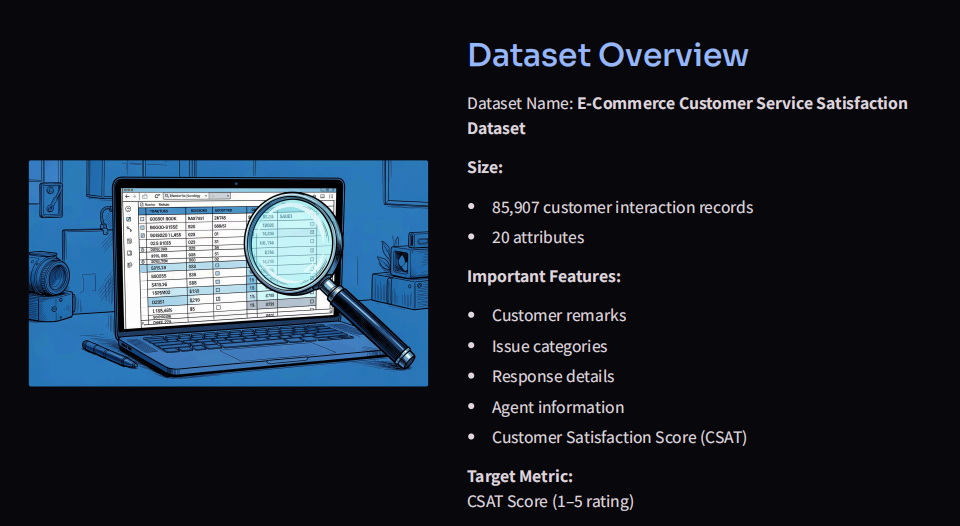 Dataset Overview
Dataset Name: E-Commerce Customer Service Satisfaction
Dataset
Size:
• 85,907 customer interaction records
• 20 attributes
Important Features:
• Customer remarks
• Issue categories
• Response details
• Agent information
• Customer Satisfaction Score (CSAT)
Target Metric:
CSAT Score (1–5 rating)